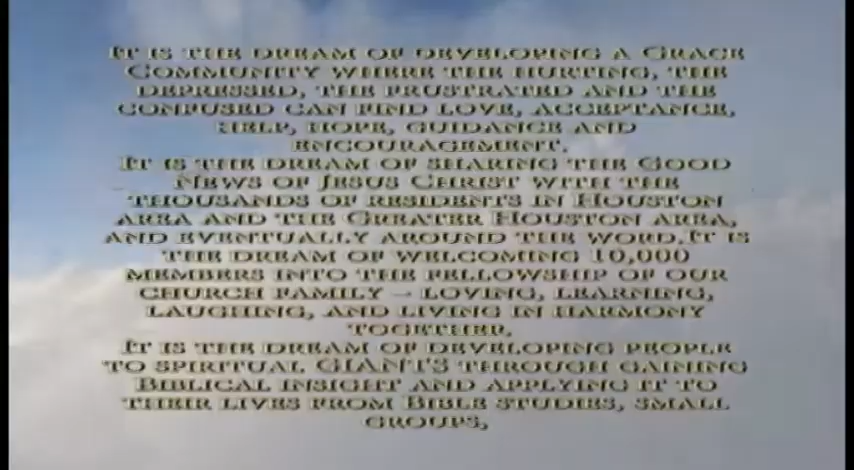 It is the dream of developing a Grace
Community where the hurting, the
depressed, the frustrated and the
confused can find love, acceptance,
help, hope, guidance and
encouragement.
It is the dream of sharing the Good
News of Jesus Christ with the
thousands of residents in Houston
area and the Greater Houston area,
and eventually around the word.It is
the dream of welcoming 10,000
members into the fellowship of our
church family – loving, learning,
laughing, and living in harmony
together.
It is the dream of developing people
to spiritual GIANTS through gaining
Biblical insight and applying it to
their lives from Bible studies, small
groups,